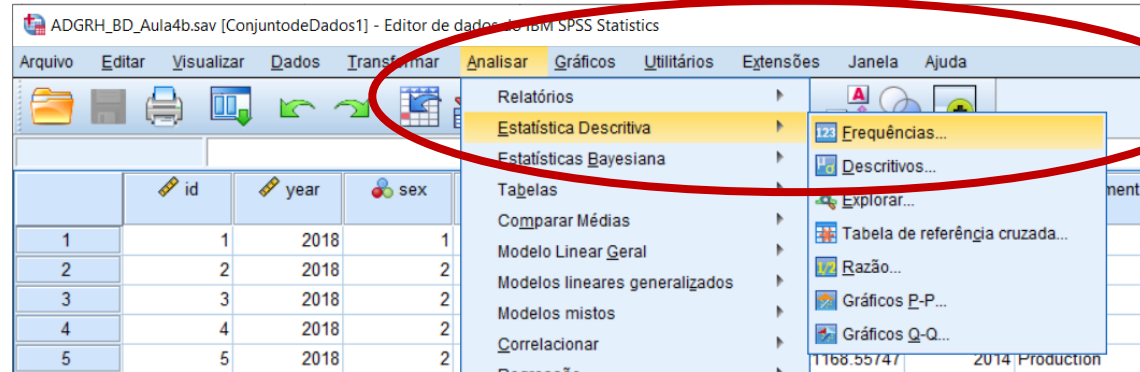 ADGRH_BD_Aula4b.sav [ConjuntodeDados1] - Editor de dados do IBM SPSS Statistics
Arquivo Editar Visualizar Dados Transformar Analisar Gráficos Utilitários Extensões Janela Ajuda
Relatórios
Estatística Descritiva
Estatísticas Bayesiana
Tabelas
Comparar Médias
Modelo Linear Geral
Modelos lineares generalizados
Modelos mistos
Correlacionar
123 Frequências...
Descritivos...
Explorar...
Tabela de referência cruzada...
1/2 Razão...
Gráficos P-P...
Gráficos Q-Q...
id year sex
1 1 2018 1
2 2 2018 2
3 3 2018 2
4 4 2018 2
5 5 2018 2 1168.55747 2014 Production